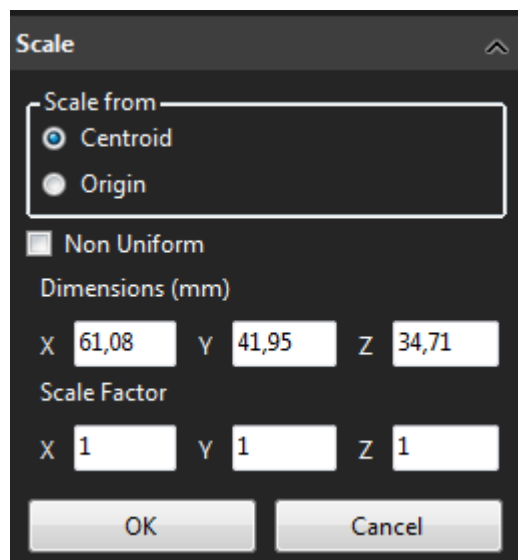 Scale
Scale from
Centroid
Origin
Non Uniform
Dimensions (mm)
X 61,08 Y 41,95 Z 34,71
Scale Factor
X 1 Y 1 Z 1
OK Cancel